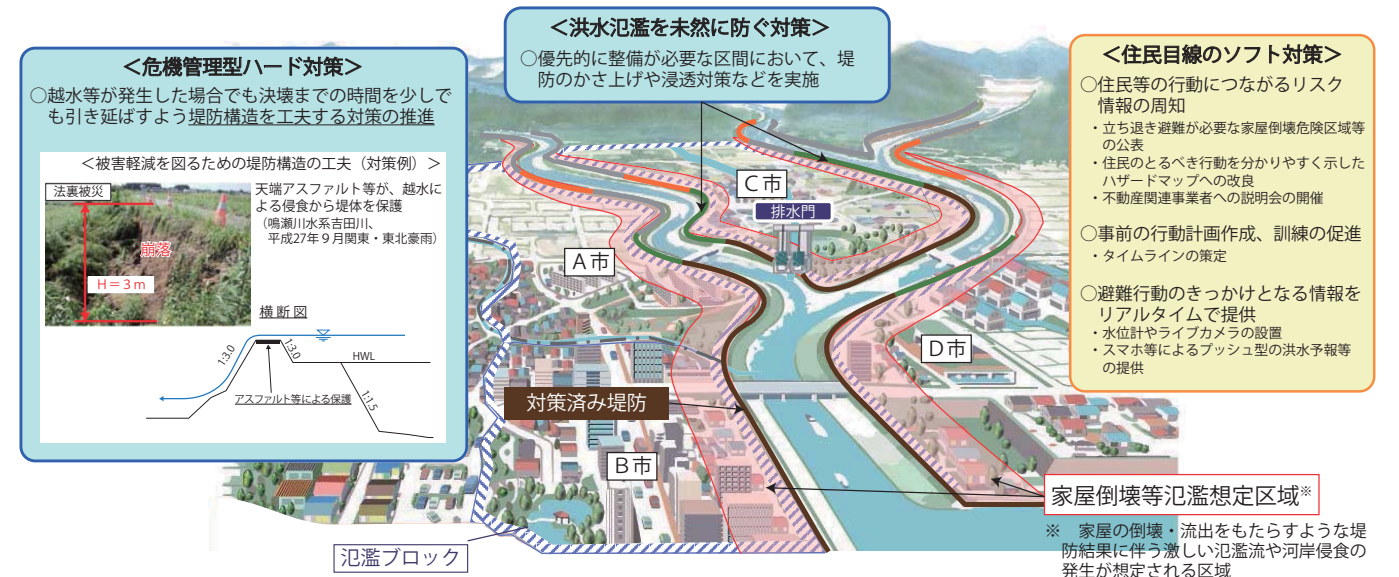 <危機管理型ハード対策>
○越水等が発生した場合でも決壊までの時間を少しで
も引き延ばすよう堤防構造を工夫する対策の推進
<被害軽減を図るための堤防構造の工夫（対策例）>
法裏被災
崩落
H＝3m
天端アスファルト等が、越水に
よる侵食から堤体を保護
（鳴瀬川水系吉田川、
平成27年９月関東・東北豪雨）
横断図
1:3.0
1:3.0
HWL
1:1.5
アスファルト等による保護
<洪水氾濫を未然に防ぐ対策>
○優先的に整備が必要な区間において、堤
防のかさ上げや浸透対策などを実施
<住民目線のソフト対策>
○住民等の行動につながるリスク
情報の周知
・立ち退き避難が必要な家屋倒壊危険区域等
の公表
・住民のとるべき行動を分かりやすく示した
ハザードマップへの改良
・不動産関連事業者への説明会の開催
○事前の行動計画作成、訓練の促進
・タイムラインの策定
○避難行動のきっかけとなる情報を
リアルタイムで提供
・水位計やライブカメラの設置
・スマホ等によるプッシュ型の洪水予報等
の提供
C市
排水門
A市
D市
対策済み堤防
B市
氾濫ブロック
家屋倒壊等氾濫想定区域※
※　家屋の倒壊・流出をもたらすような堤
防結果に伴う激しい氾濫流や河岸侵食の
発生が想定される区域